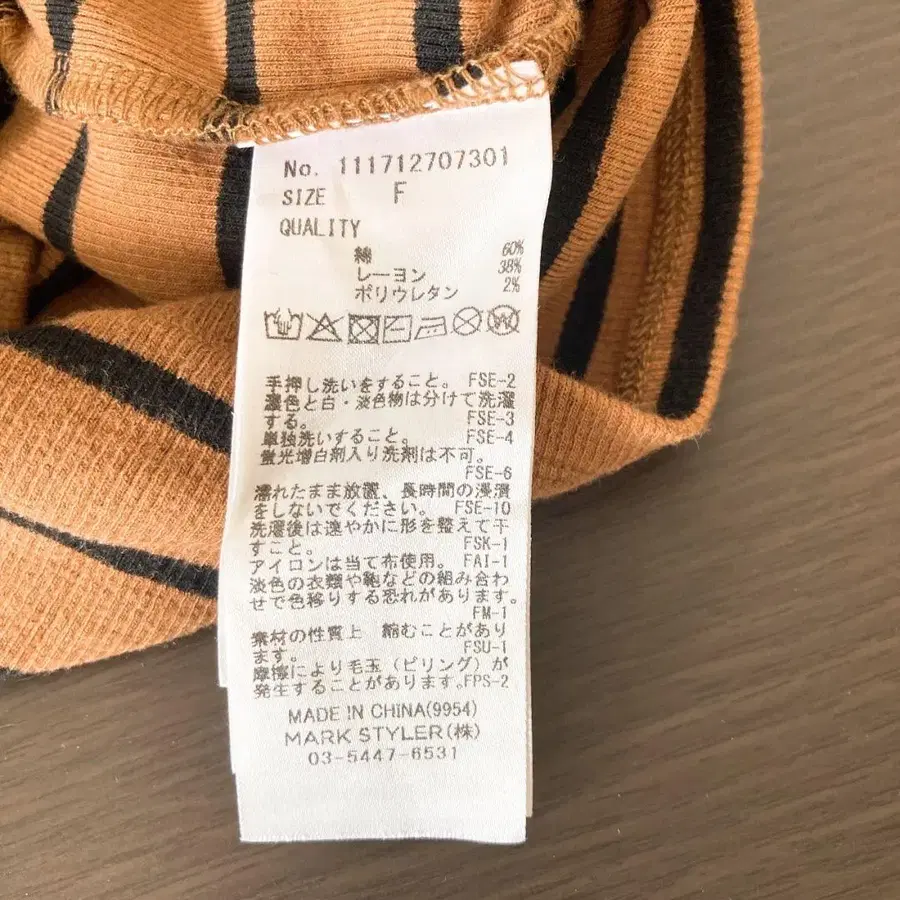 No. 111712707301
SIZE F
QUALITY
綿 60%
レーヨン 38%
ポリウレタン 2%
手押し洗いをすること。 FSE-2
濃色と白・淡色物は分けて洗濯
する。 FSE-3
単独洗いすること。 FSE-4
蛍光増白剤入り洗剤は不可。
FSE-6
濡れたまま放置、長時間の浸漬
をしないでください。 FSE-10
洗濯後は速やかに形を整えて干
すこと。 FSK-1
アイロンは当て布使用。 FAI-1
淡色の衣類や鞄などの組み合わ
せで色移りする恐れがあります。
FM-1
素材の性質上 縮むことがあり
ます。 FSU-1
摩擦により毛玉(ピリング)が
発生することがあります。FPS-2
MADE IN CHINA(9954)
MARK STYLER(株)
03-5447-6531